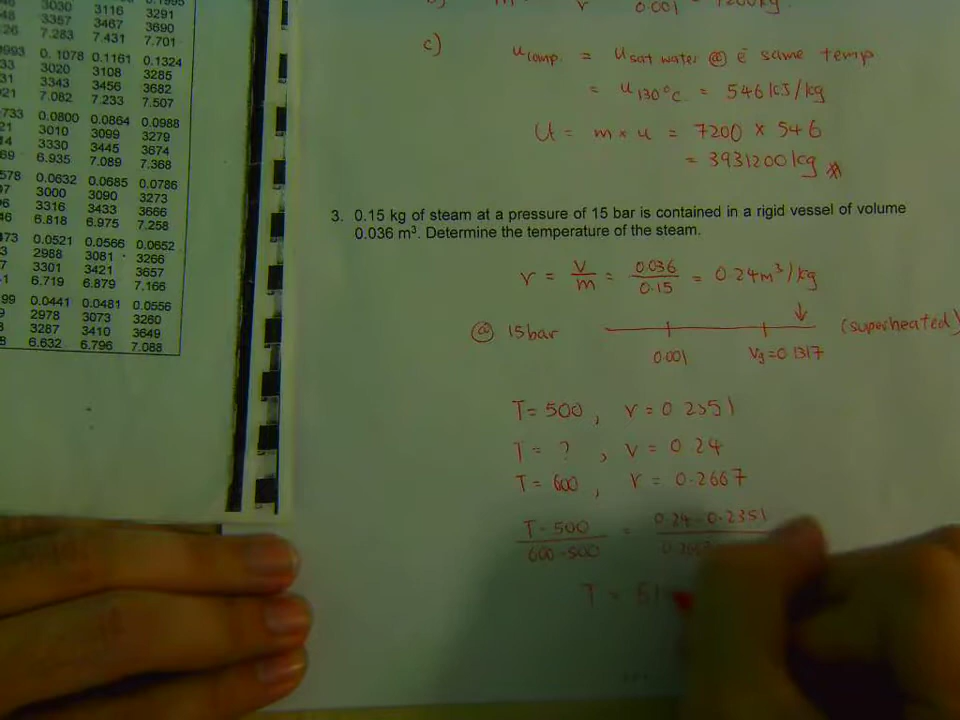 3030 3116 3291
3357 3467 3690
7.283 7.431 7.701
0.1078 0.1161 0.1324
3020 3108 3285
3343 3456 3682
7.082 7.233 7.507
0.0800 0.0864 0.0988
3010 3099 3279
3330 3445 3674
6.935 7.089 7.368
0.0632 0.0685 0.0786
3000 3090 3273
3316 3433 3666
6.818 6.975 7.258
0.0521 0.0566 0.0652
2988 3081 3266
3301 3421 3657
6.719 6.879 7.166
0.0441 0.0481 0.0556
2978 3073 3260
3287 3410 3649
6.632 6.796 7.088
0.001
c) u comp. = u sat water @ c̄ same temp
= u 130°C = 546 kJ/kg
U = m × u = 7200 × 546
= 3931200 kg
3. 0.15 kg of steam at a pressure of 15 bar is contained in a rigid vessel of volume
0.036 m³. Determine the temperature of the steam.
v = V/m = 0.036/0.15 = 0.24 m³/kg
@ 15 bar (superheated)
0.001 Vg = 0.1317
T = 500, v = 0.2351
T = ?, v = 0.24
T = 600, v = 0.2667
T - 500 / 600 - 500 = 0.24 - 0.2351
T =